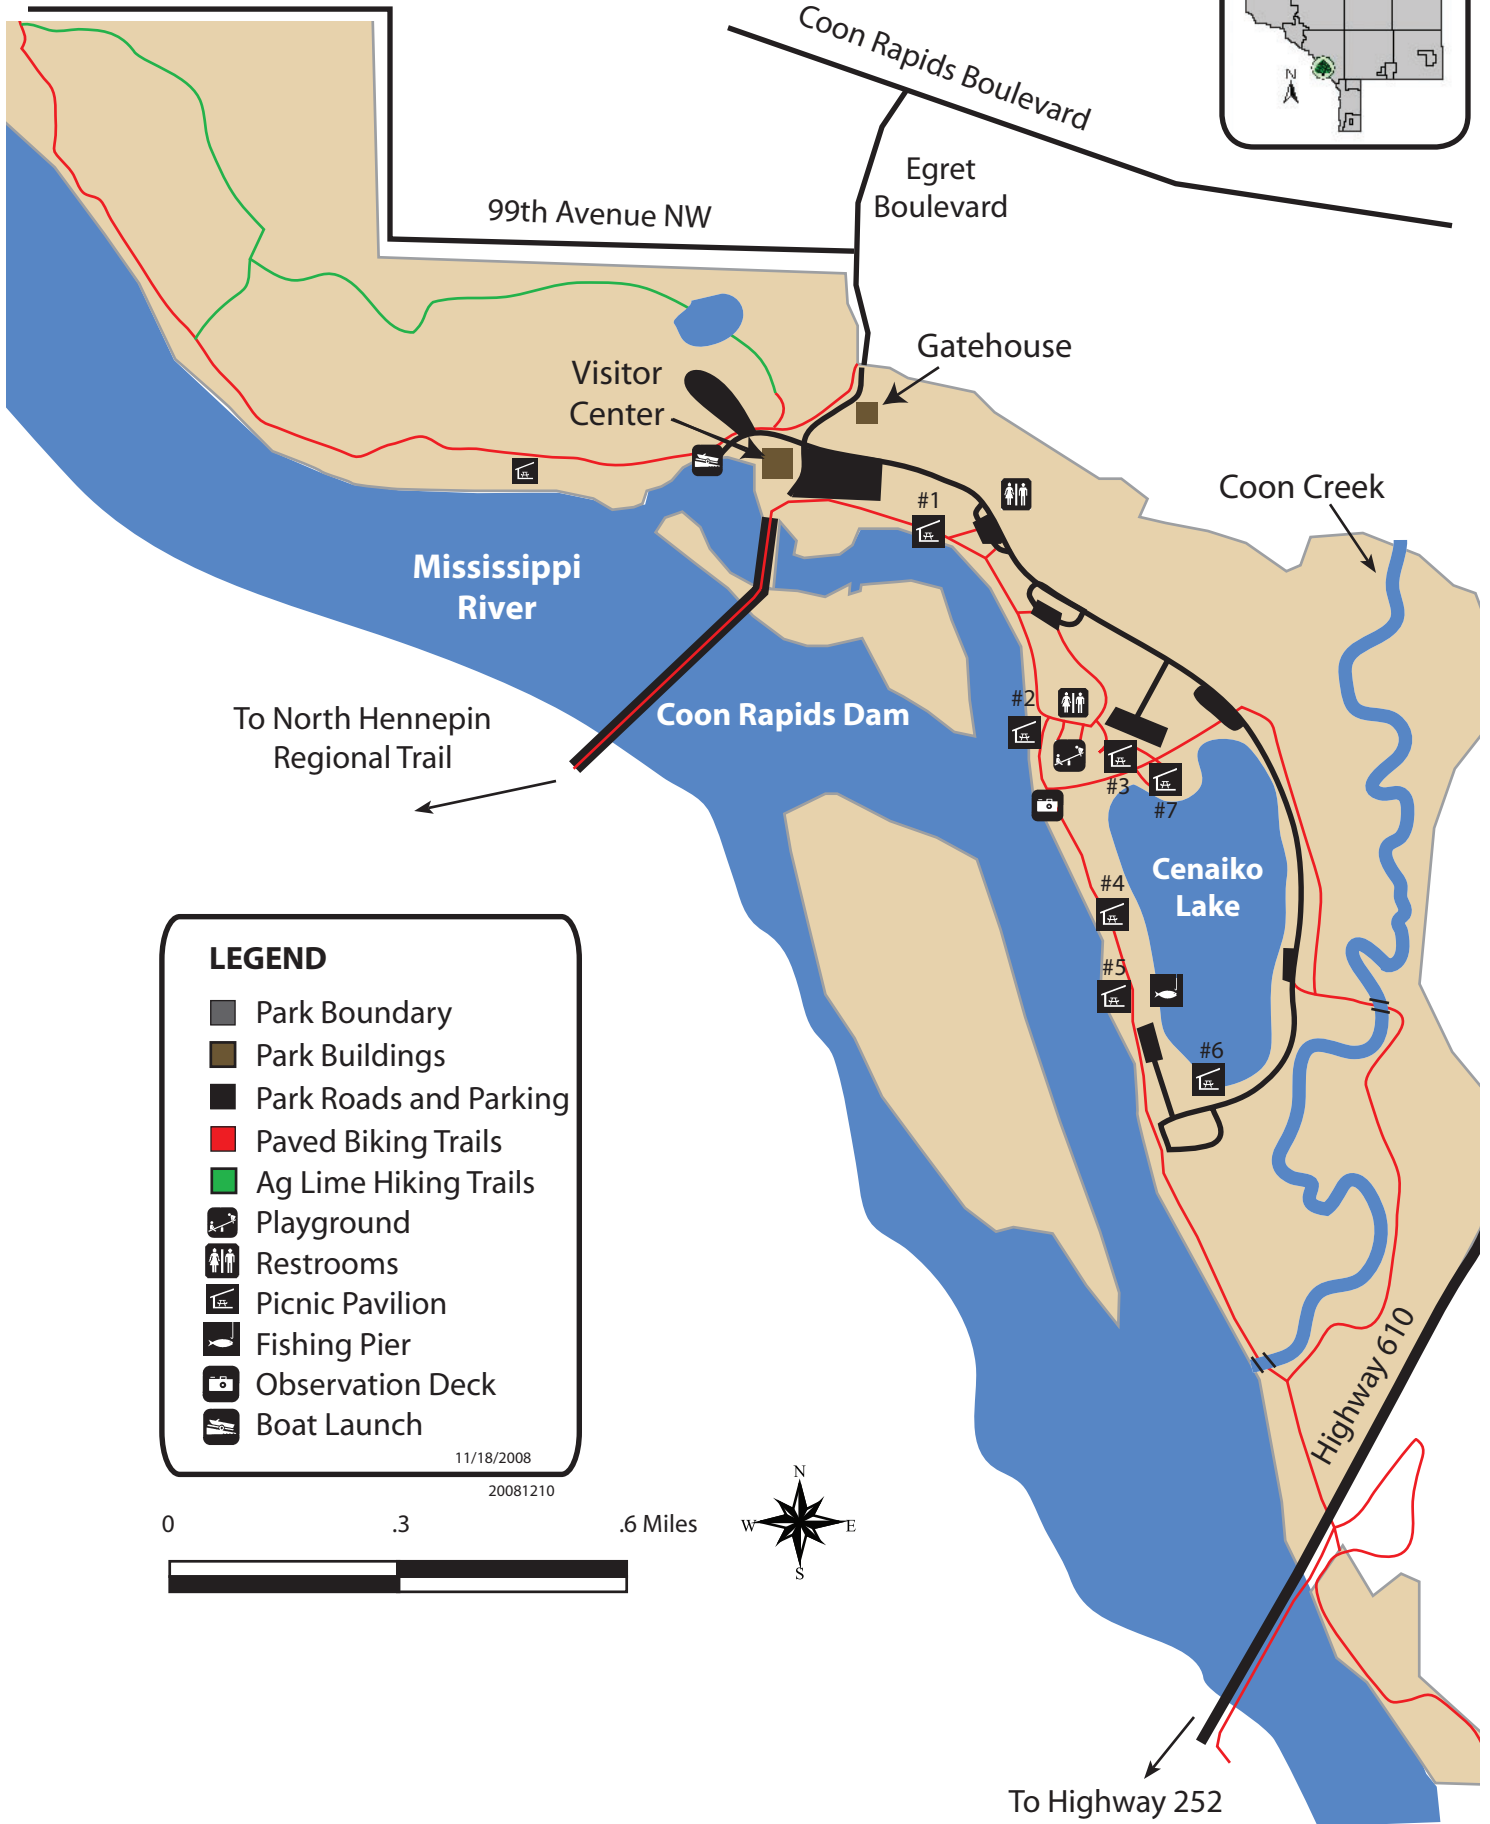 Coon Rapids Boulevard
N
Egret
Boulevard
99th Avenue NW
Gatehouse
Visitor
Center
Coon Creek
#1
Mississippi
River
#2
To North Hennepin
Regional Trail
Coon Rapids Dam
#3
#7
Cenaiko
Lake
#4
#5
#6
LEGEND
Park Boundary
Park Buildings
Park Roads and Parking
Paved Biking Trails
Ag Lime Hiking Trails
Playground
Restrooms
Picnic Pavilion
Fishing Pier
Observation Deck
Boat Launch
11/18/2008
20081210
Highway 610
0 .3 .6 Miles
N
W E
S
To Highway 252